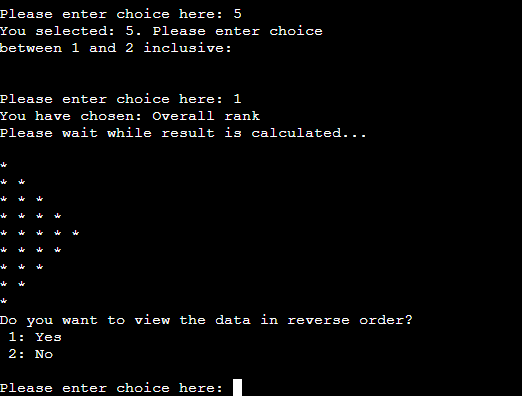 Please enter choice here: 5
You selected: 5. Please enter choice
between 1 and 2 inclusive:
Please enter choice here: 1
You have chosen: Overall rank
Please wait while result is calculated...
*
* *
* * *
* * * *
* * * * *
* * * *
* * *
* *
*
Do you want to view the data in reverse order?
1: Yes
2: No
Please enter choice here: